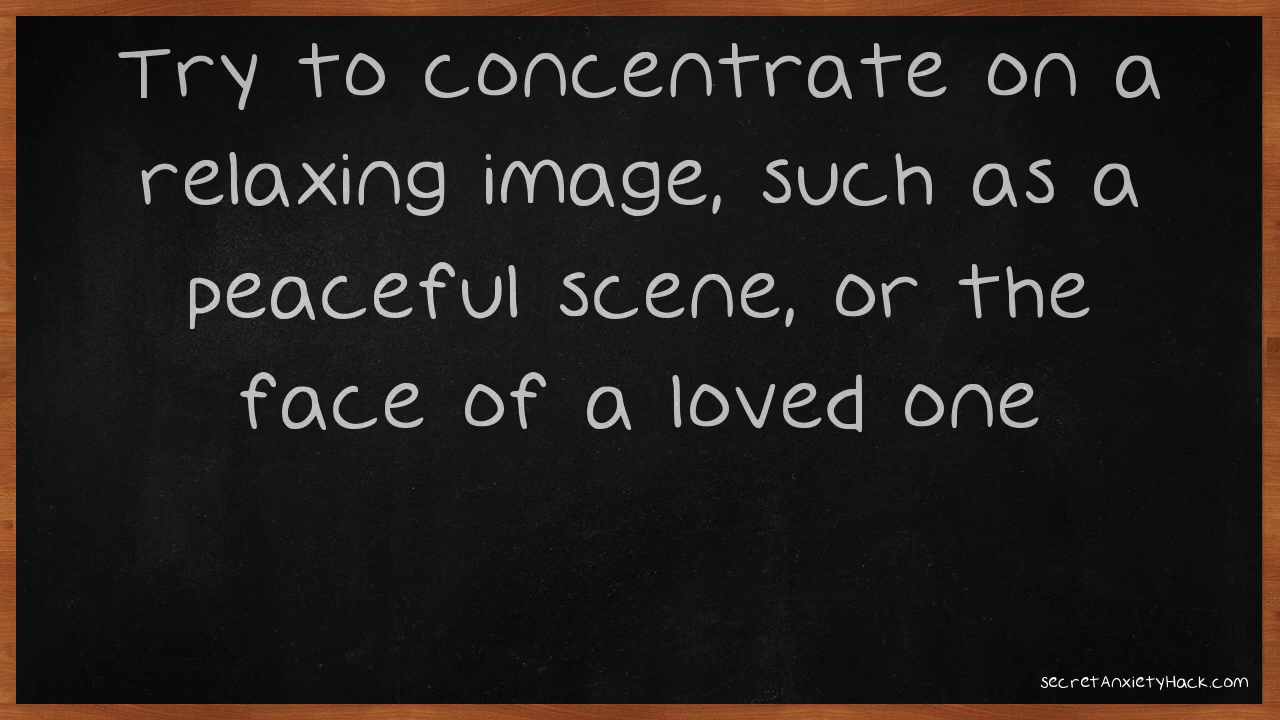 Try to concentrate on a
relaxing image, such as a
peaceful scene, or the
face of a loved one
secretAnxietyHack.com